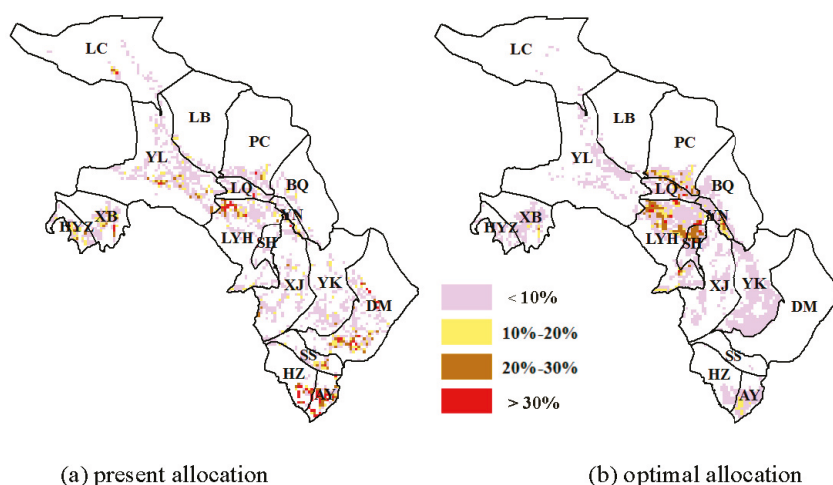 LC
LB
PC
YL
LQ
BQ
XB
HYZ
YN
LYH
SH
XJ
YK
DM
SS
HZ
AY
(a) present allocation
< 10%
10%-20%
20%-30%
> 30%
LC
LB
PC
YL
LQ
BQ
XB
HYZ
YN
LYH
SH
XJ
YK
DM
SS
HZ
AY
(b) optimal allocation